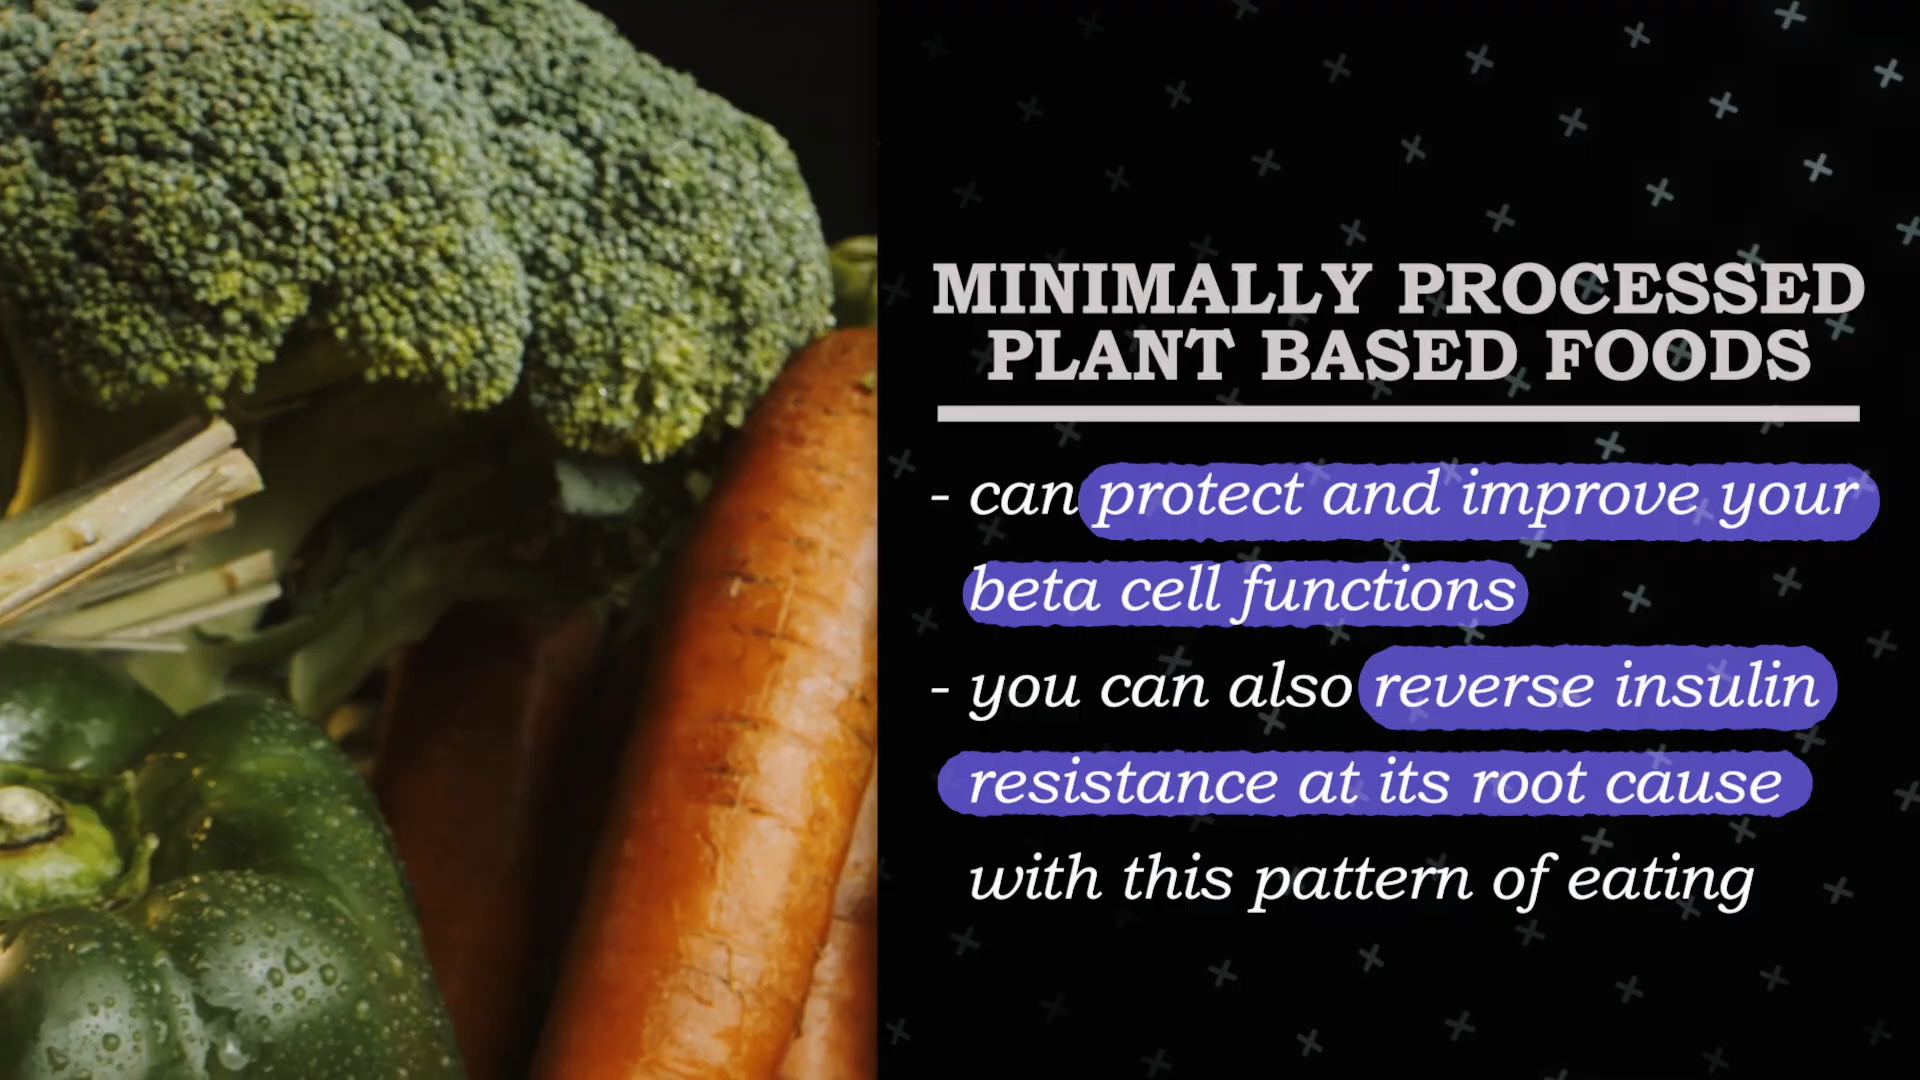 MINIMALLY PROCESSED
PLANT BASED FOODS
- can protect and improve your
beta cell functions
- you can also reverse insulin
resistance at its root cause
with this pattern of eating